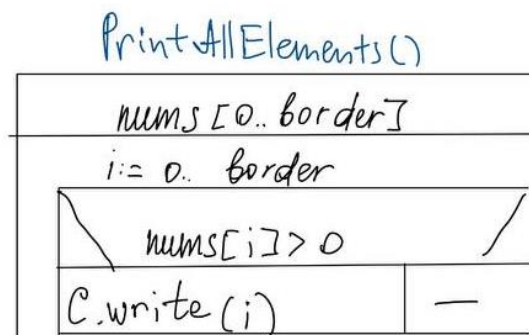 PrintAllElements()
nums [0.. border]
i:= 0.. border
nums[i] > 0
C.write(i) —